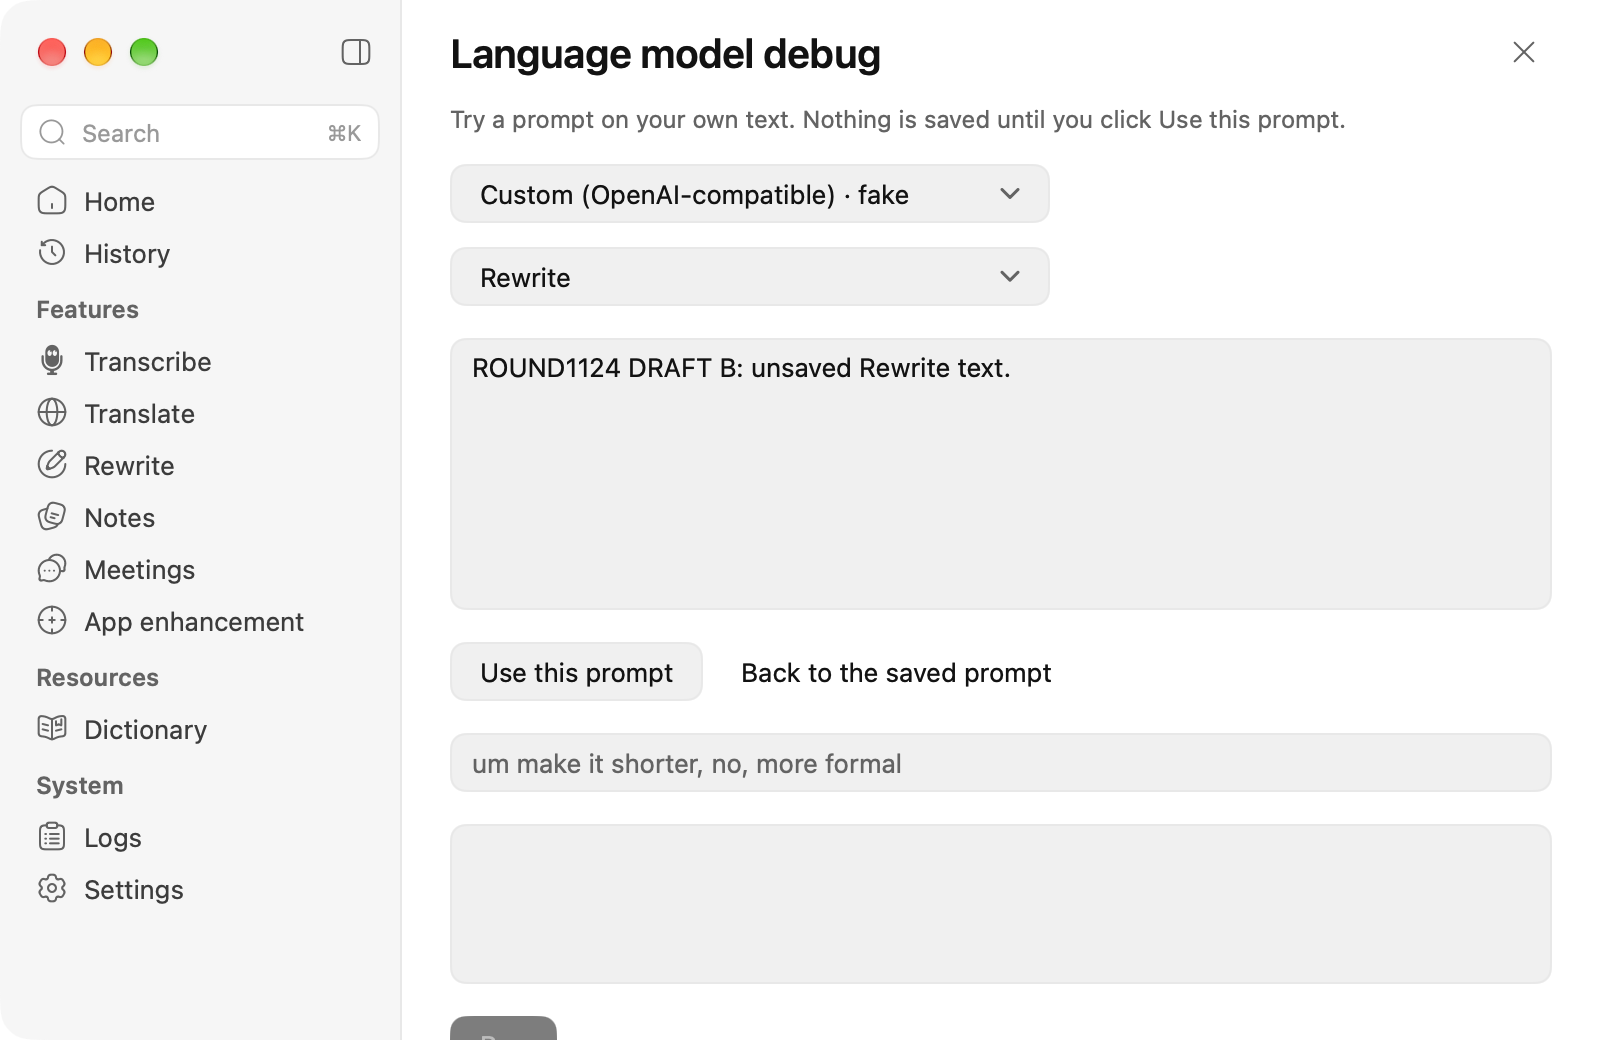 Language model debug
Search ⌘K
Try a prompt on your own text. Nothing is saved until you click Use this prompt.
Home
History
Features
Transcribe
Translate
Rewrite
Notes
Meetings
App enhancement
Resources
Dictionary
System
Logs
Settings
Custom (OpenAI-compatible) · fake
Rewrite
ROUND1124 DRAFT B: unsaved Rewrite text.
Use this prompt Back to the saved prompt
um make it shorter, no, more formal